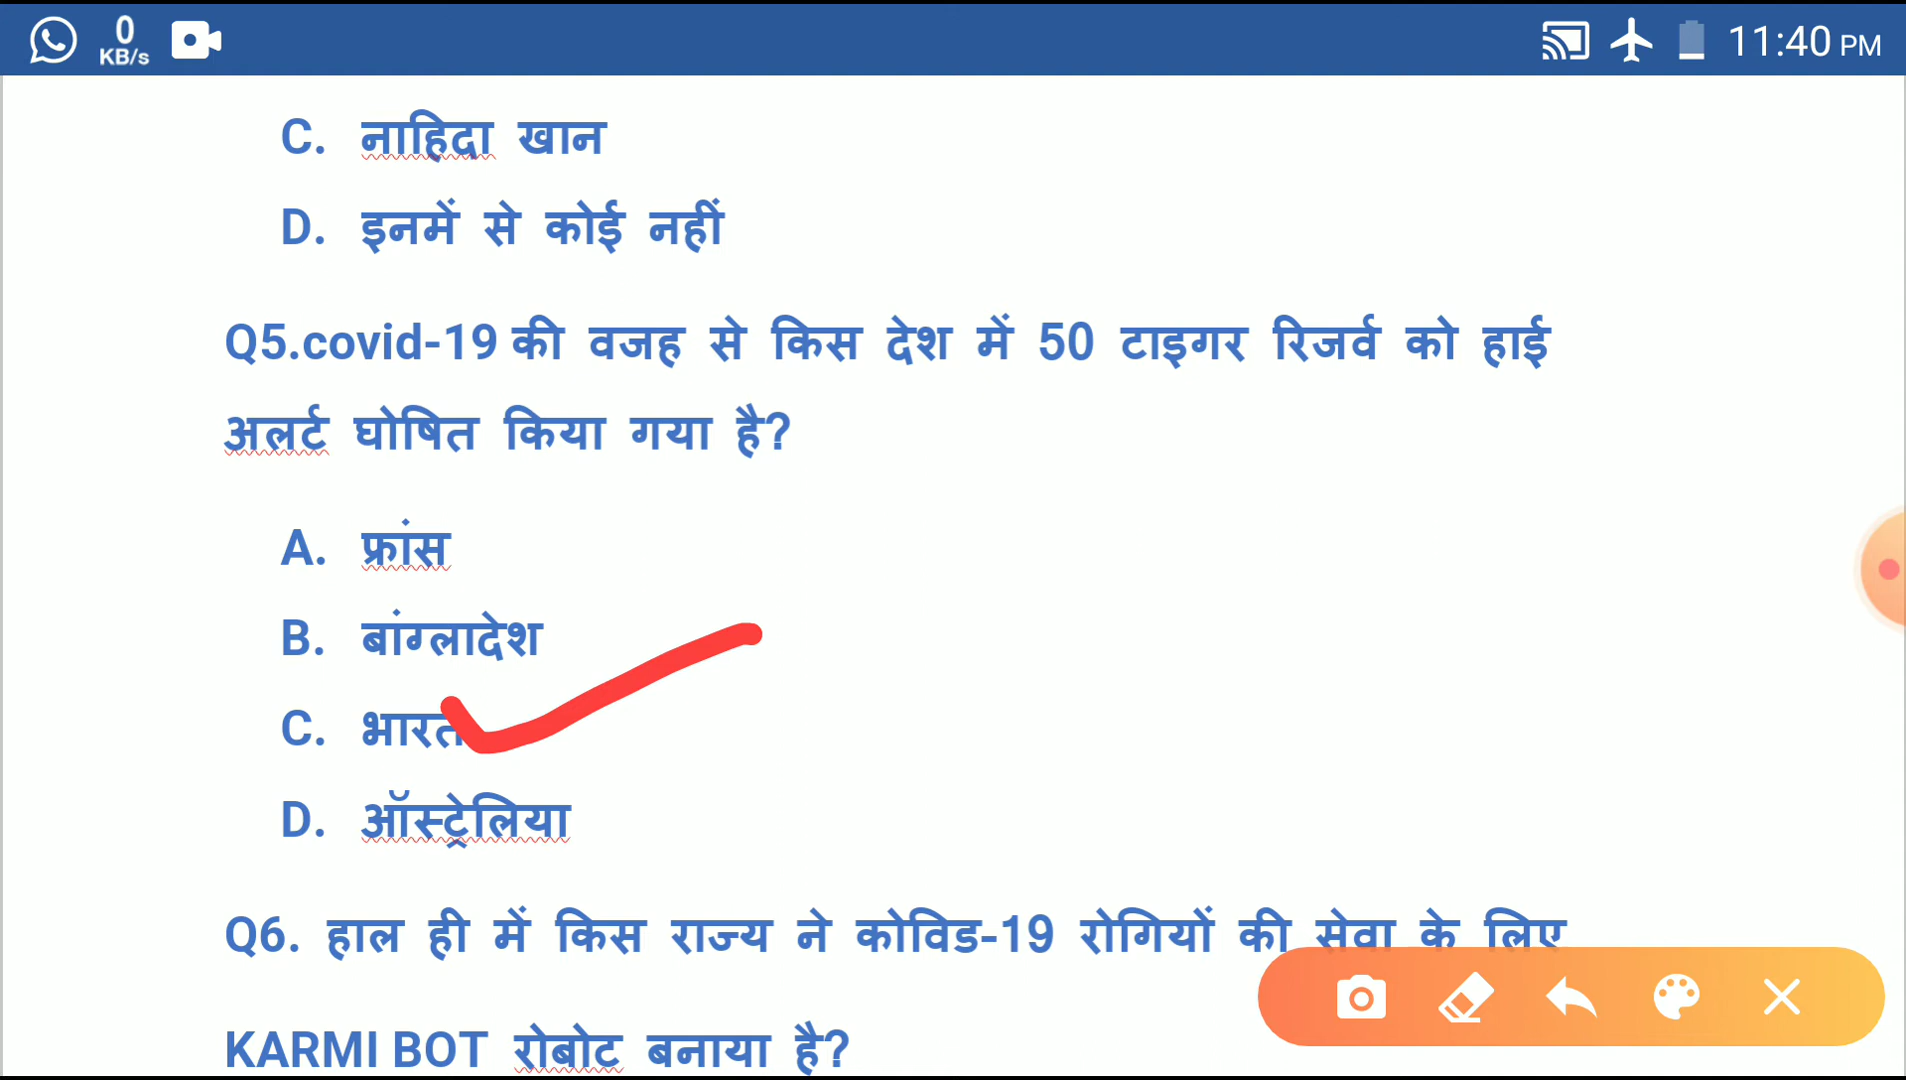 0
KB/s
11:40 PM
C. नाहिदा खान
D. इनमें से कोई नहीं
Q5.covid-19 की वजह से किस देश में 50 टाइगर रिजर्व को हाई
अलर्ट घोषित किया गया है?
A. फ्रांस
B. बांग्लादेश
C. भारत
D. ऑस्ट्रेलिया
Q6. हाल ही में किस राज्य ने कोविड-19 रोगियों की सेवा के लिए
KARMI BOT रोबोट बनाया है?